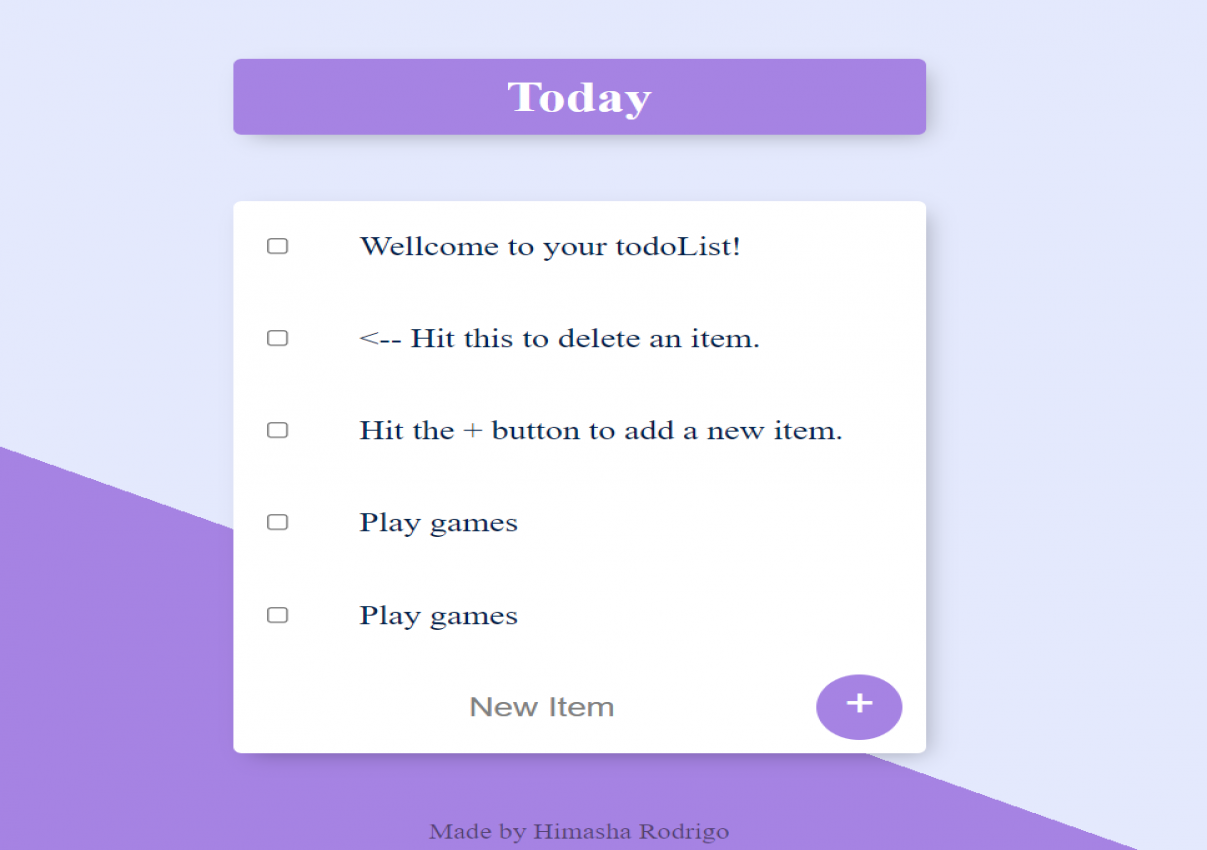 Today
Wellcome to your todoList!
<-- Hit this to delete an item.
Hit the + button to add a new item.
Play games
Play games
New Item
+
Made by Himasha Rodrigo